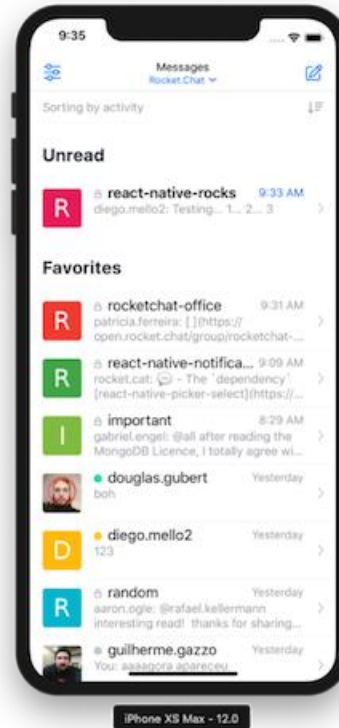 9:35
Messages
Rocket.Chat
Sorting by activity
Unread
R
react-native-rocks 9:33 AM
diego.mello2: Testing... 1... 2... 3
Favorites
R
rocketchat-office 9:31 AM
patricia.ferreira: [ ](https://
open.rocket.chat/group/rocketchat-...
R
react-native-notifica... 9:09 AM
rocket.cat: 💬 - The `dependency`
[react-native-picker-select](https://...
I
important 8:29 AM
gabriel.engel: @all after reading the
MongoDB Licence, I totally agree wi...
douglas.gubert Yesterday
boh
D
diego.mello2 Yesterday
123
R
random Yesterday
aaron.ogle: @rafael.kellermann
interesting read! thanks for sharing...
guilherme.gazzo Yesterday
You: aaaagora apareceu
iPhone XS Max - 12.0